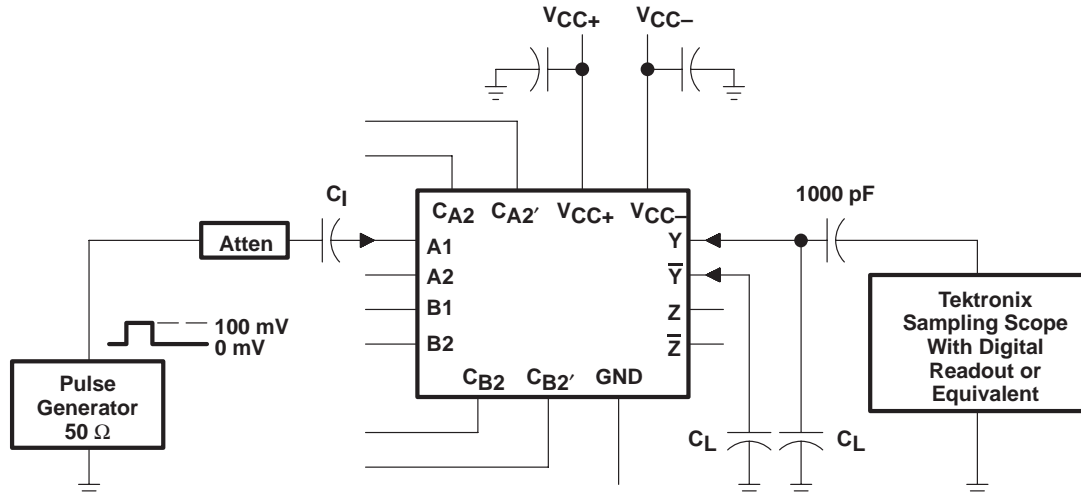 VCC+ VCC–
1000 pF
CI
CA2 CA2′ VCC+ VCC–
Atten
A1
A2
B1
B2
Y
Y̅
Z
Z̅
CB2 CB2′ GND
100 mV
0 mV
Pulse
Generator
50 Ω
Tektronix
Sampling Scope
With Digital
Readout or
Equivalent
CL CL